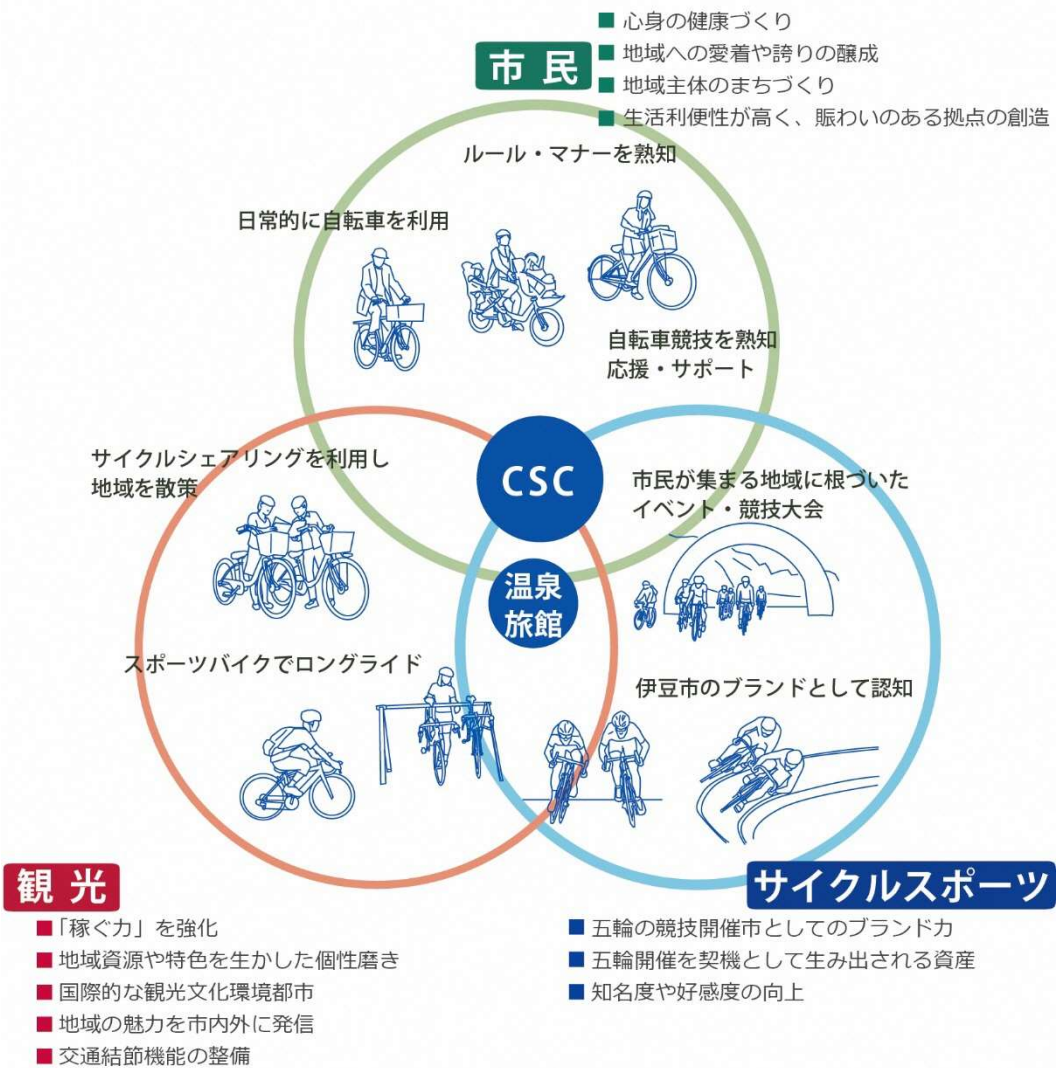 市民
■ 心身の健康づくり
■ 地域への愛着や誇りの醸成
■ 地域主体のまちづくり
■ 生活利便性が高く、賑わいのある拠点の創造
ルール・マナーを熟知
日常的に自転車を利用
自転車競技を熟知
応援・サポート
CSC
サイクルシェアリングを利用し
地域を散策
市民が集まる地域に根づいた
イベント・競技大会
温泉
旅館
スポーツバイクでロングライド
伊豆市のブランドとして認知
観光
■ 「稼ぐ力」を強化
■ 地域資源や特色を生かした個性磨き
■ 国際的な観光文化環境都市
■ 地域の魅力を市内外に発信
■ 交通結節機能の整備
サイクルスポーツ
■ 五輪の競技開催市としてのブランド力
■ 五輪開催を契機として生み出される資産
■ 知名度や好感度の向上